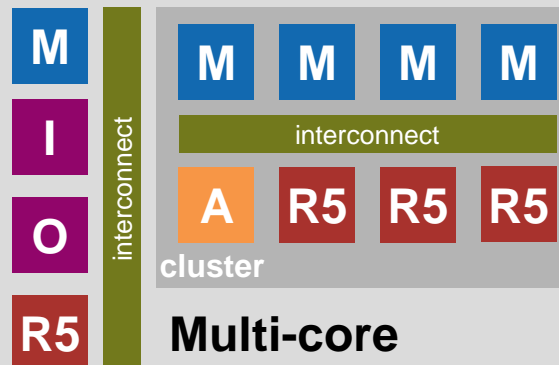 M
I
O
R5
interconnect
M M M M
interconnect
A R5 R5 R5
cluster
Multi-core